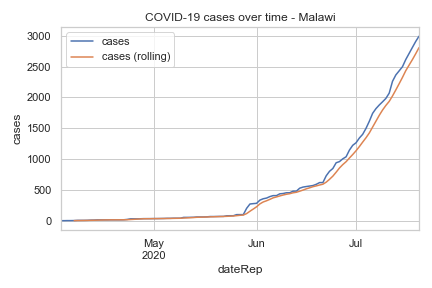 COVID-19 cases over time - Malawi
cases
cases (rolling)
3000
2500
2000
1500
1000
500
0
cases
May
2020
Jun
Jul
dateRep